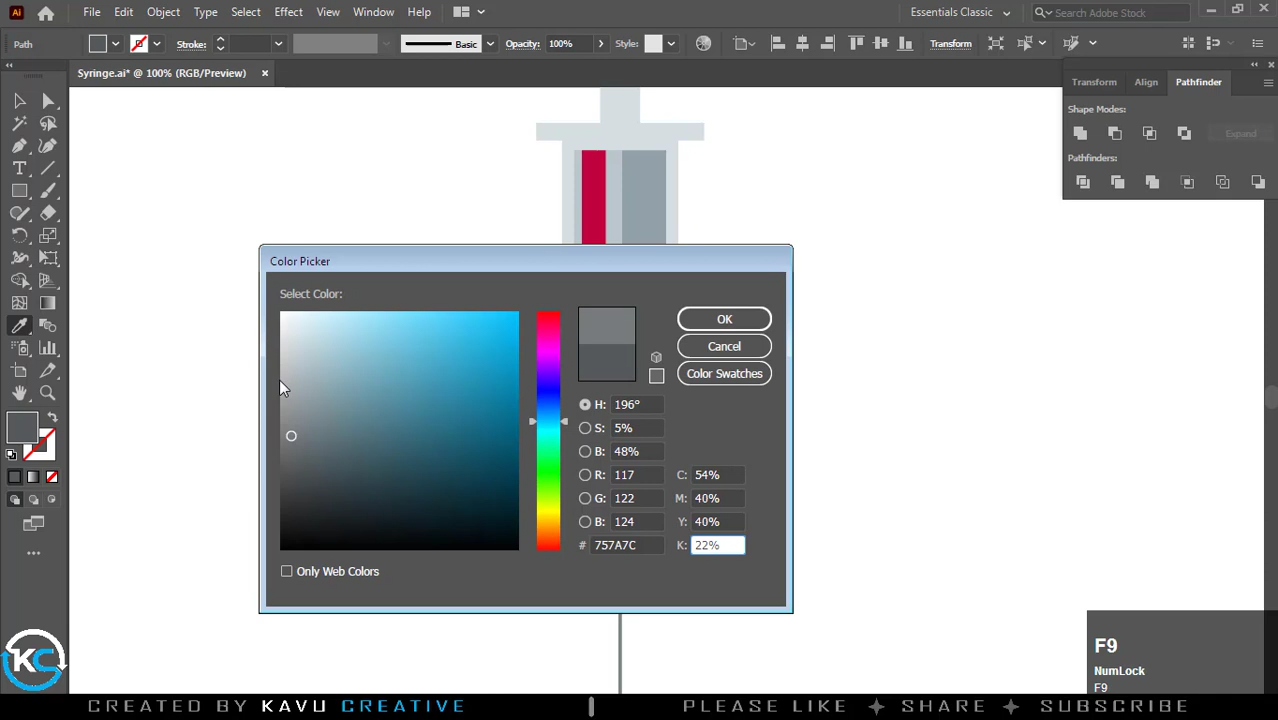 Ai File Edit Object Type Select Effect View Window Help Essentials Classic Search Adobe Stock
Path Stroke: Basic Opacity: 100% Style: Transform
Syringe.ai* @ 100% (RGB/Preview) ×
Transform Align Pathfinder
Shape Modes:
Expand
Pathfinders:
Color Picker
Select Color:
OK
Cancel
Color Swatches
H: 196°
S: 5%
B: 48%
R: 117 C: 54%
G: 122 M: 40%
B: 124 Y: 40%
# 757A7C K: 22%
Only Web Colors
F9
NumLock
F9
KC
CREATED BY KAVU CREATIVE PLEASE LIKE SHARE SUBSCRIBE